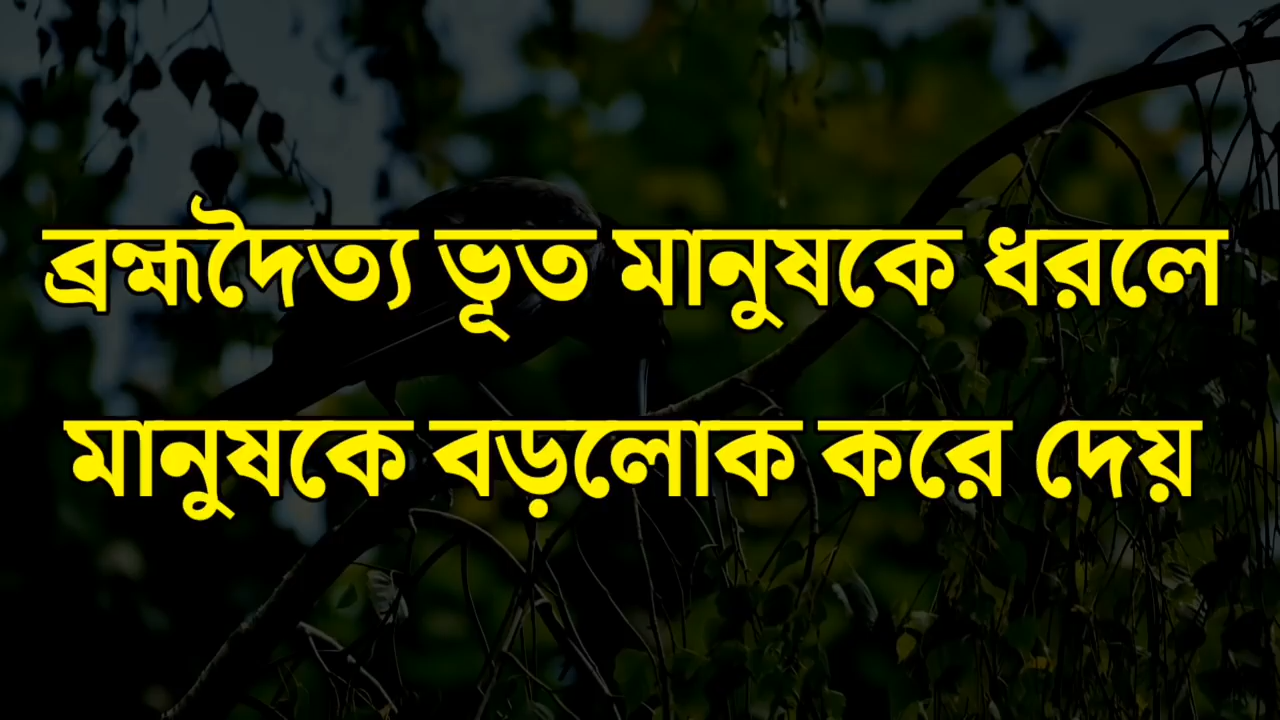 ব্রহ্মদৈত্য ভূত মানুষকে ধরলে
মানুষকে বড়লোক করে দেয়